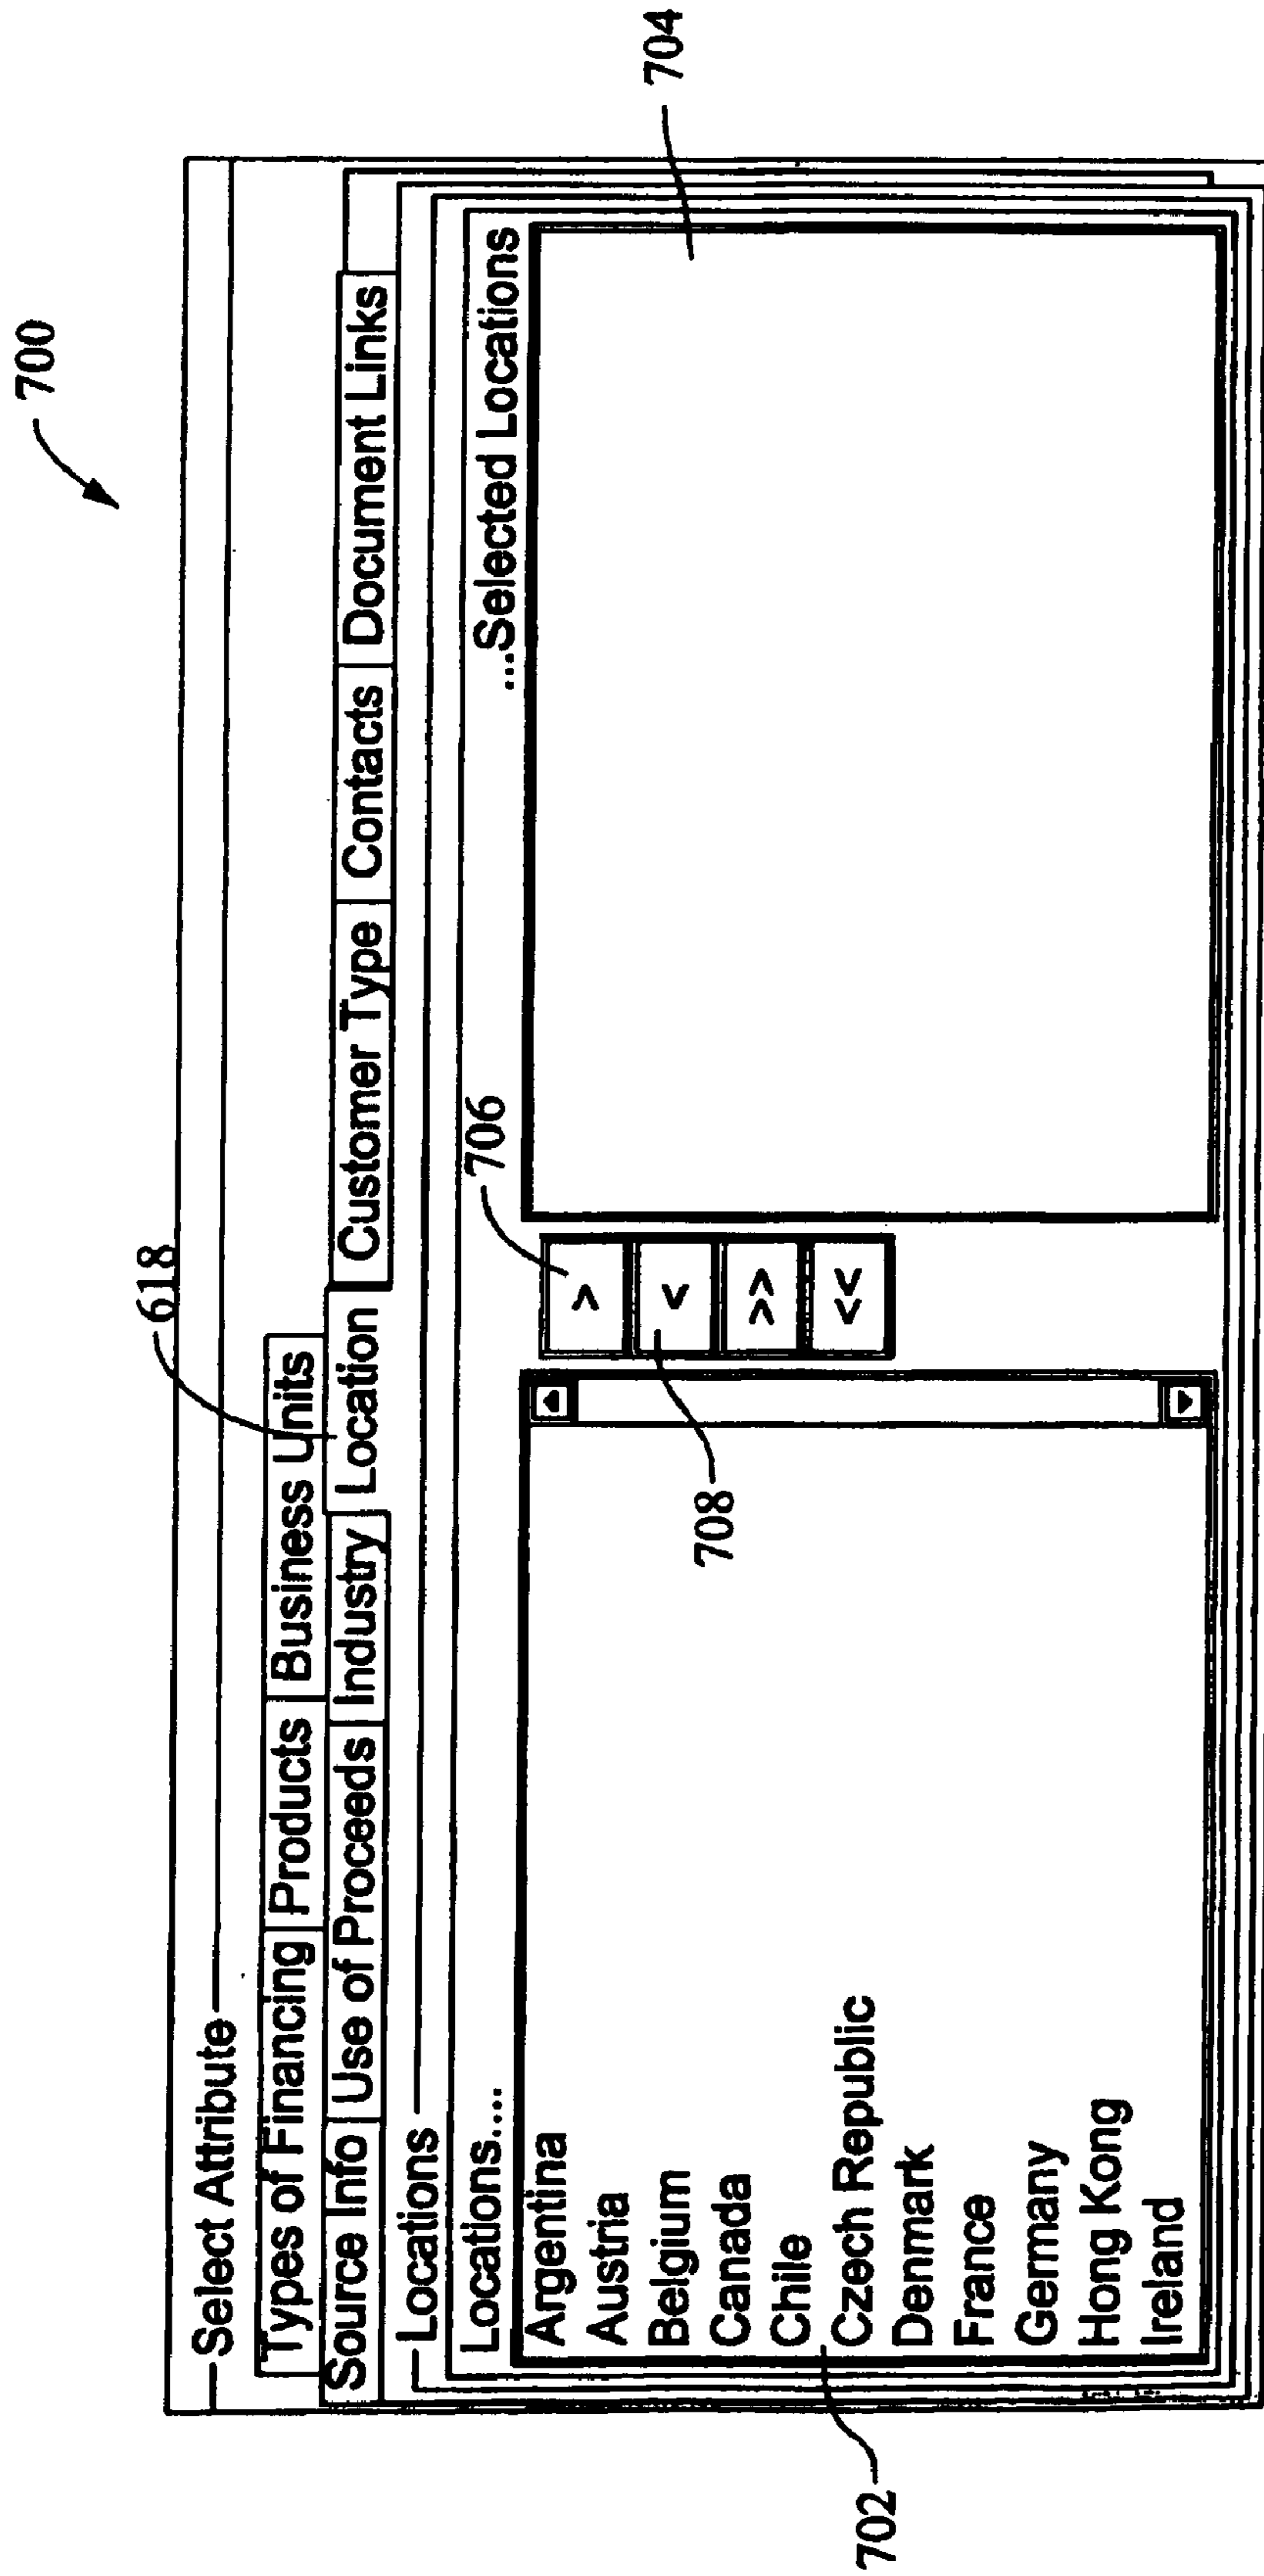 700
618
Select Attribute
Types of Financing
Products
Business Units
Source Info
Use of Proceeds
Industry
Location
Customer Type
Contacts
Document Links
Locations
Locations....
...Selected Locations
706
704
Argentina
Austria
Belgium
Canada
Chile
Czech Republic
Denmark
France
Germany
Hong Kong
Ireland
>
<
>>
<<
708
702